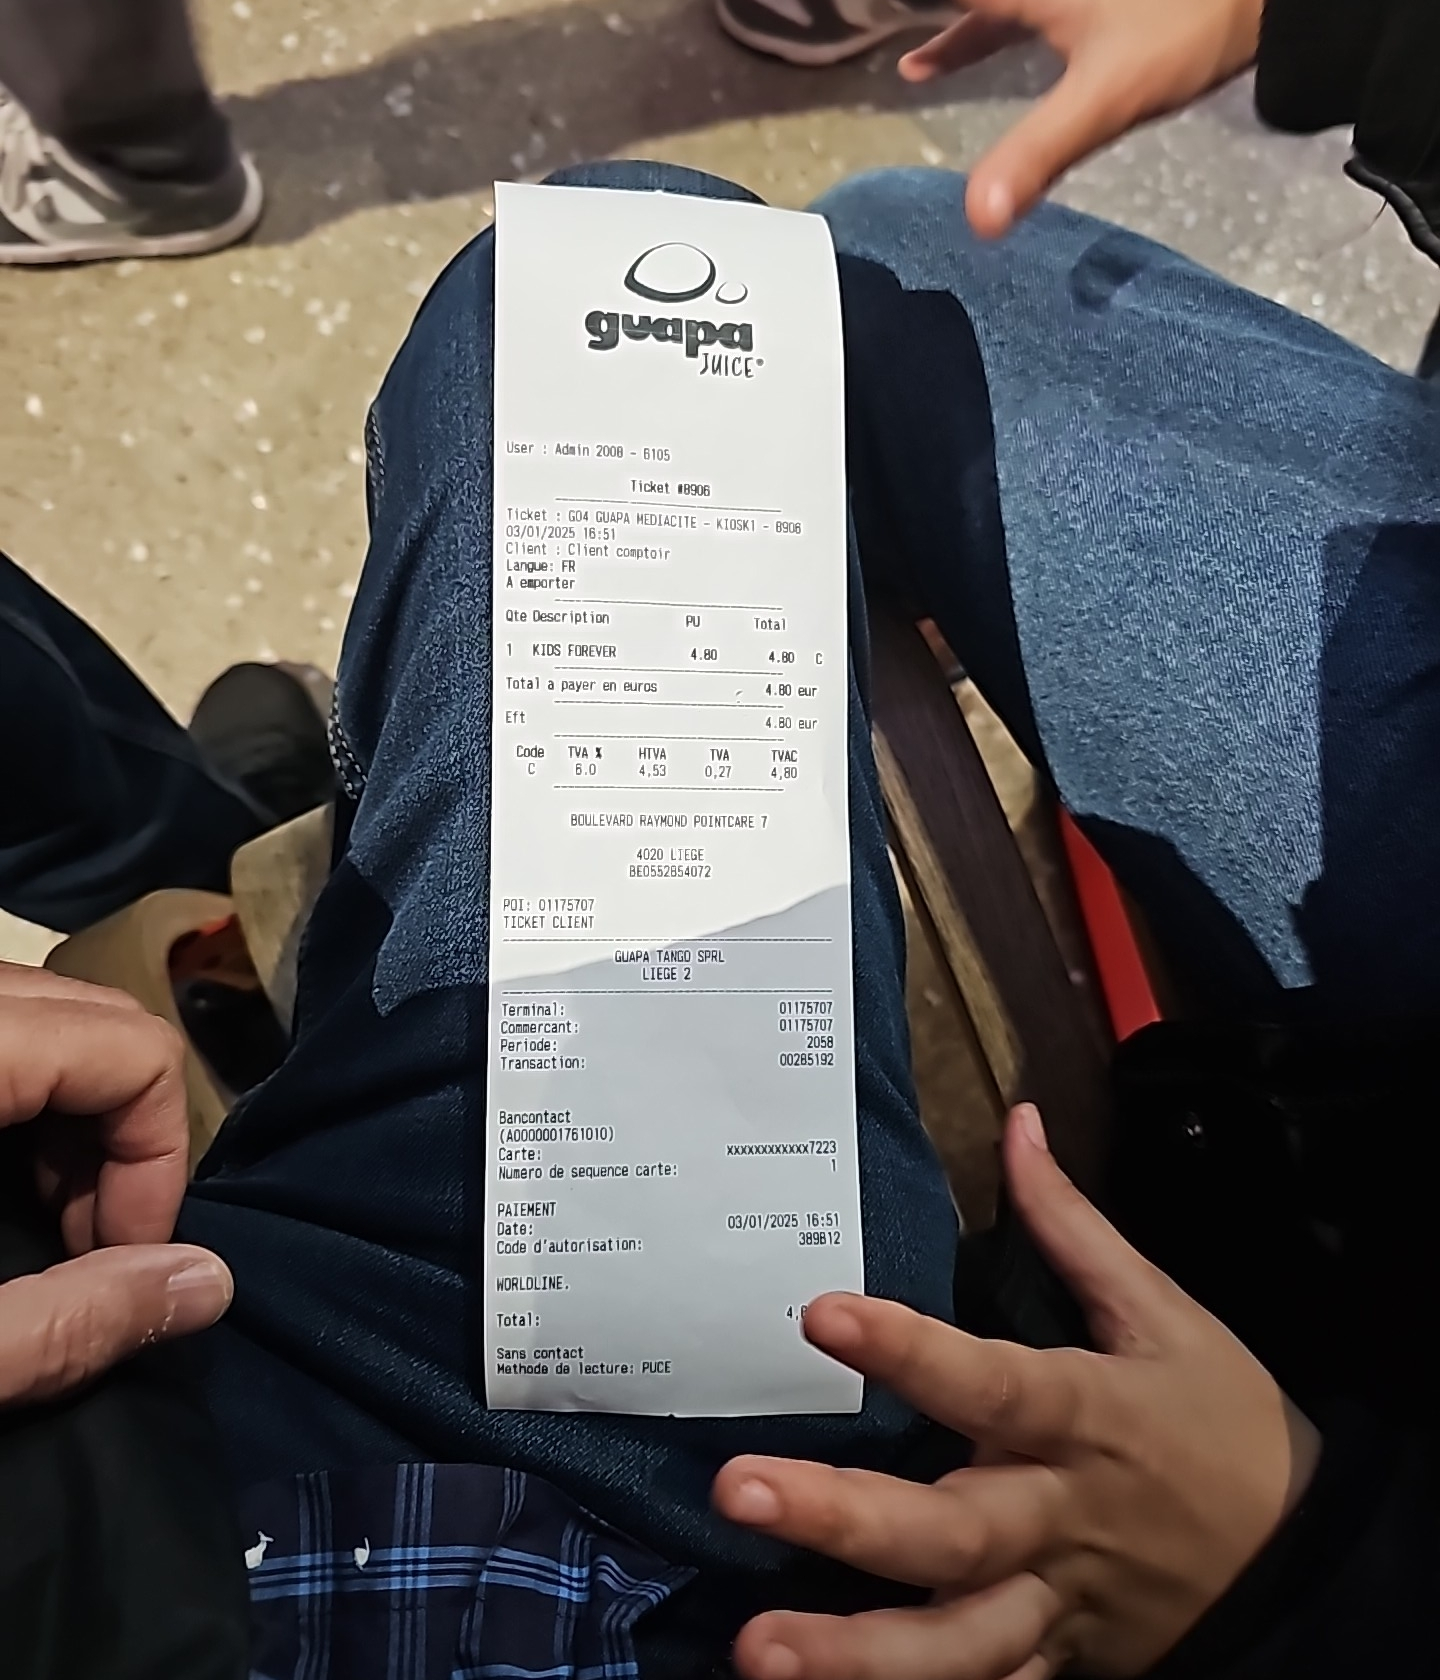 guapa
JUICE®
User : Admin 2008 - B105
Ticket #8906
Ticket : G04 GUAPA MEDIACITE - KIOSK1 - 8906
03/01/2025 16:51
Client : Client comptoir
Langue: FR
A emporter
Qte Description PU Total
1 KIDS FOREVER 4.80 4.80 C
Total a payer en euros 4.80 eur
Eft 4.80 eur
Code TVA % HTVA TVA TVAC
C 6.0 4,53 0,27 4,80
BOULEVARD RAYMOND POINTCARE 7
4020 LIEGE
BE0552854072
POI: 01175707
TICKET CLIENT
GUAPA TANGO SPRL
LIEGE 2
Terminal: 01175707
Commercant: 01175707
Periode: 2058
Transaction: 00285192
Bancontact
(A0000001761010)
Carte: xxxxxxxxxxxx7223
Numero de sequence carte: 1
PAIEMENT
Date: 03/01/2025 16:51
Code d'autorisation: 389B12
WORLDLINE.
Total:
Sans contact
Methode de lecture: PUCE